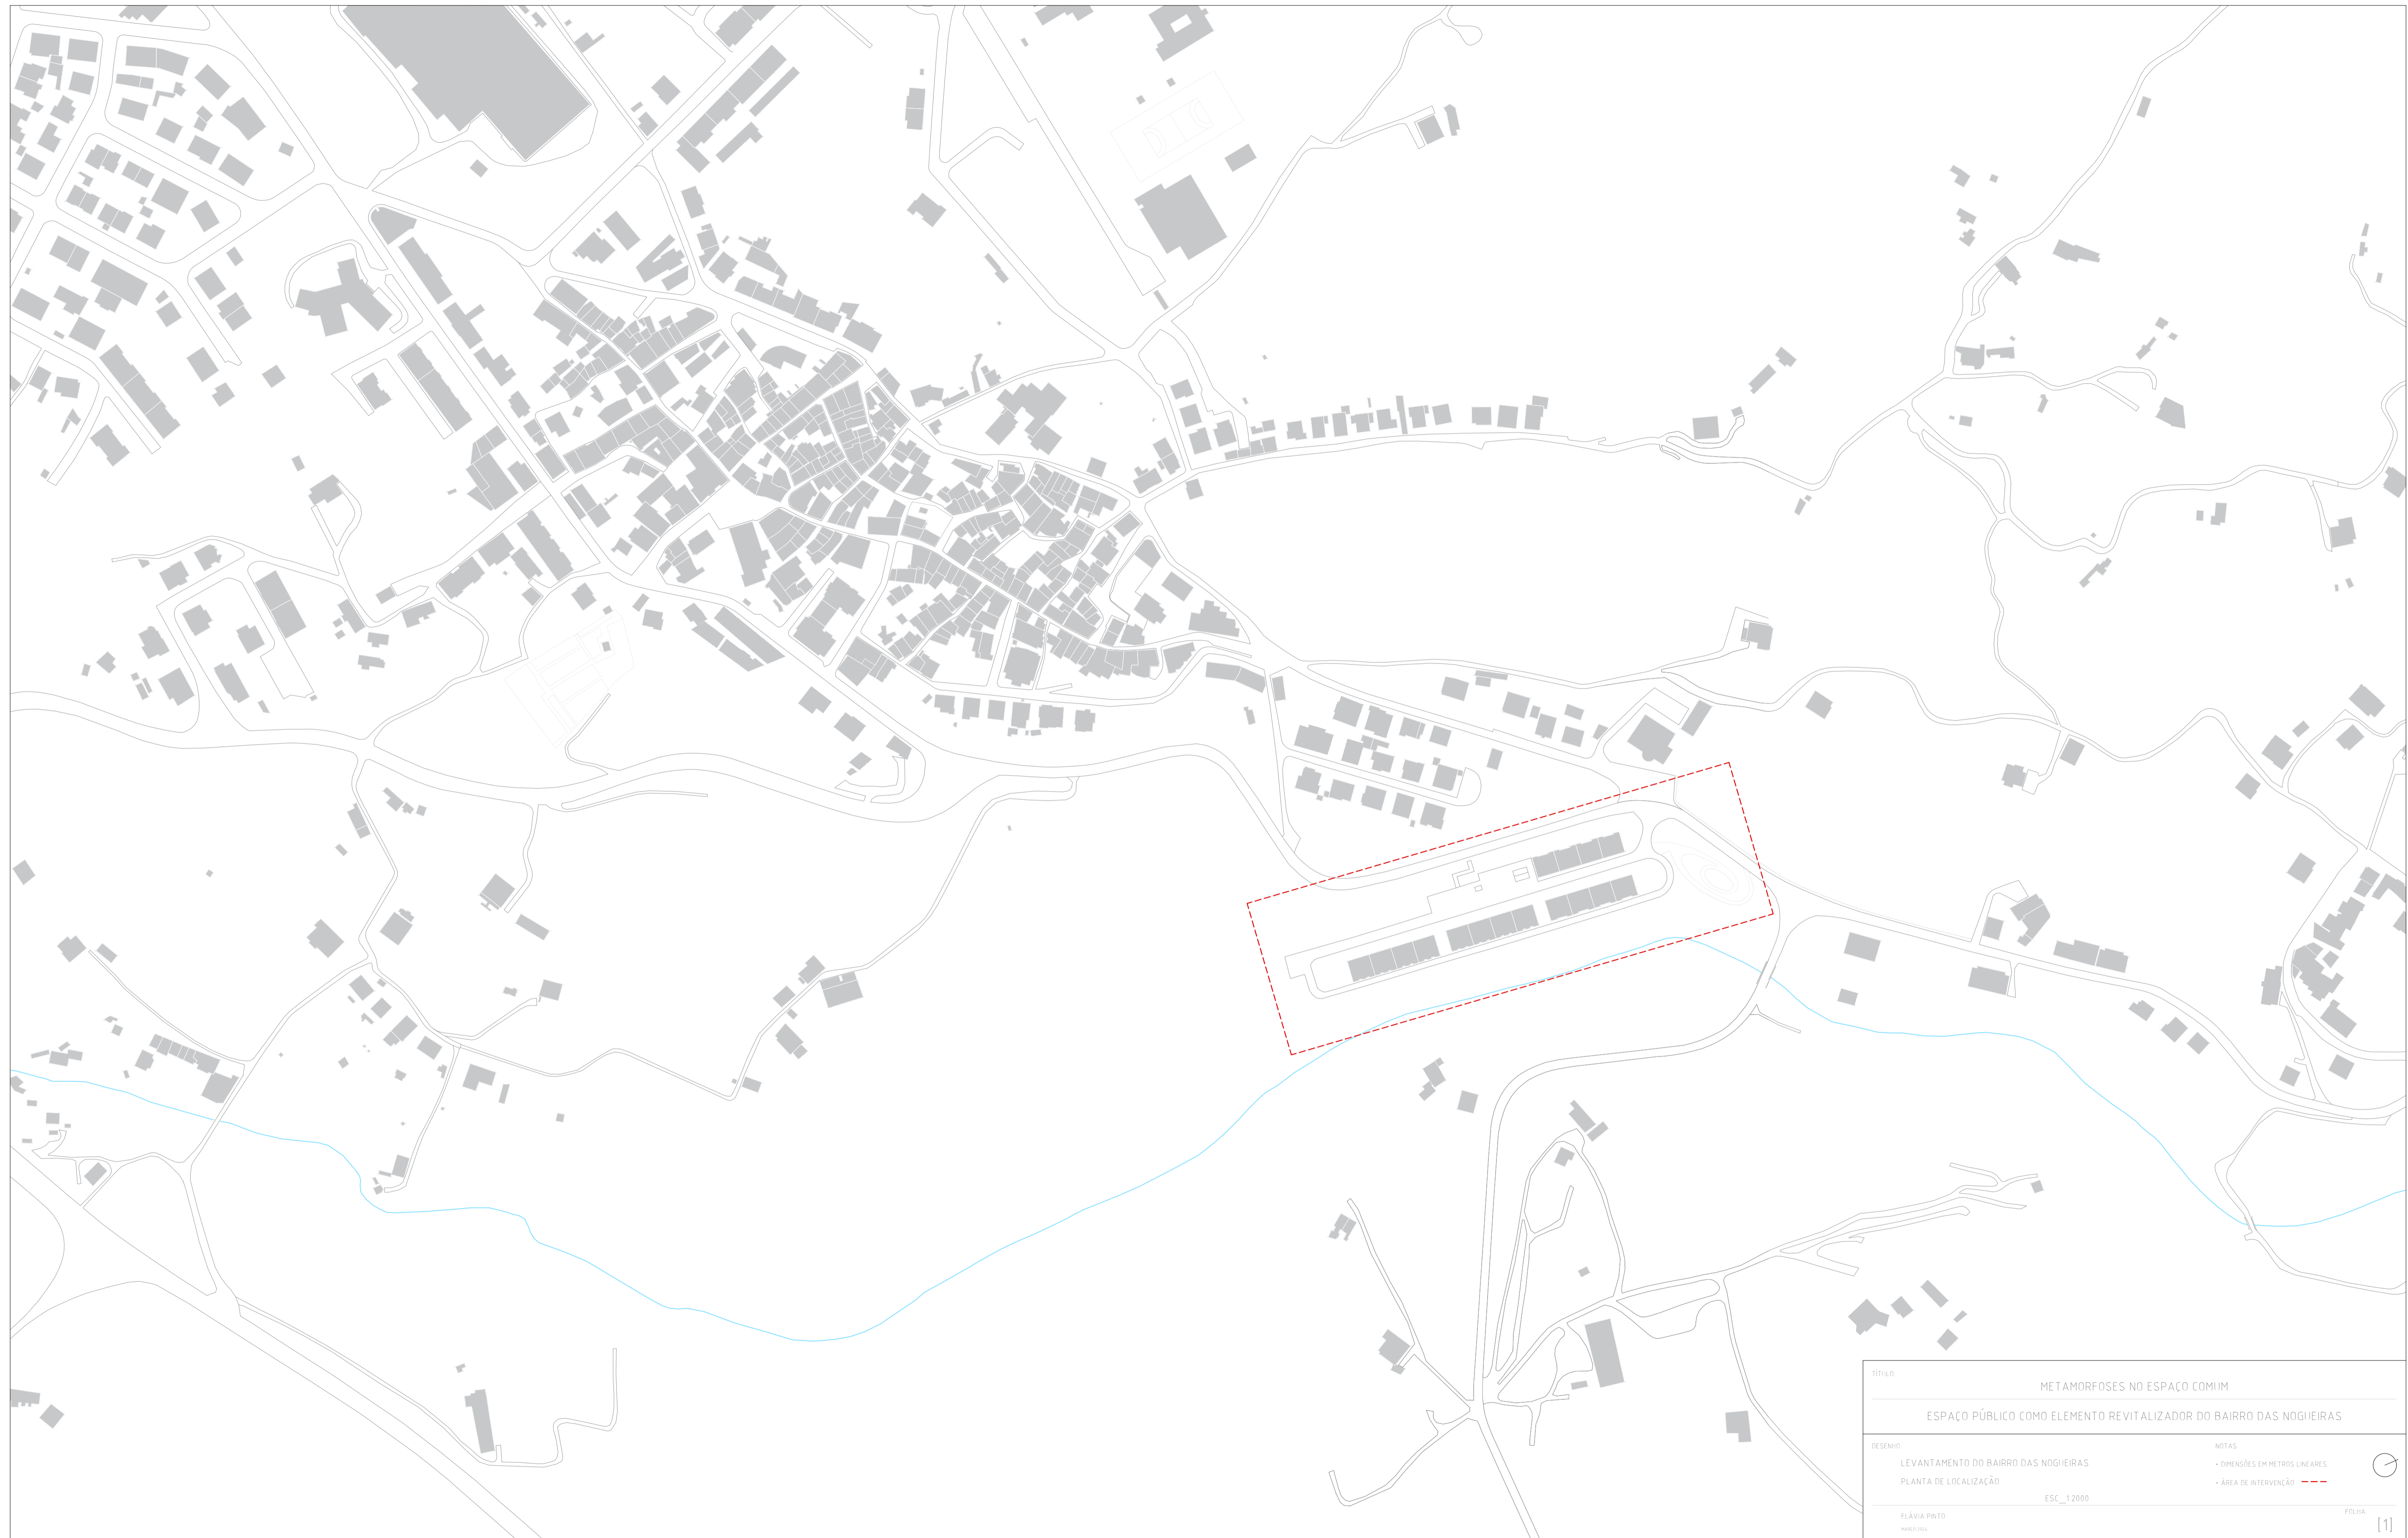 TÍTULO
METAMORFOSES NO ESPAÇO COMUM
ESPAÇO PÚBLICO COMO ELEMENTO REVITALIZADOR DO BAIRRO DAS NOGUEIRAS
DESENHO
LEVANTAMENTO DO BAIRRO DAS NOGUEIRAS
PLANTA DE LOCALIZAÇÃO
ESC_1.2000
NOTAS
• DIMENSÕES EM METROS LINEARES
• ÁREA DE INTERVENÇÃO
FLÁVIA PINTO
MARÇO
FOLHA
[1]